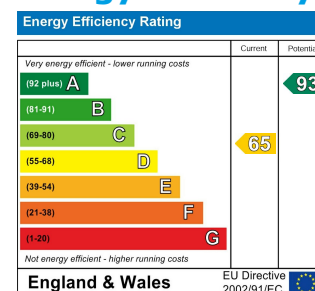 Energy Efficiency Rating
Current
Very energy efficient - lower running costs
(92 plus) A
93
(81-91) B
(69-80) C
65
(55-68) D
(39-54) E
(21-38) F
(1-20) G
Not energy efficient - higher running costs
England & Wales
EU Directive
2002/91/EC